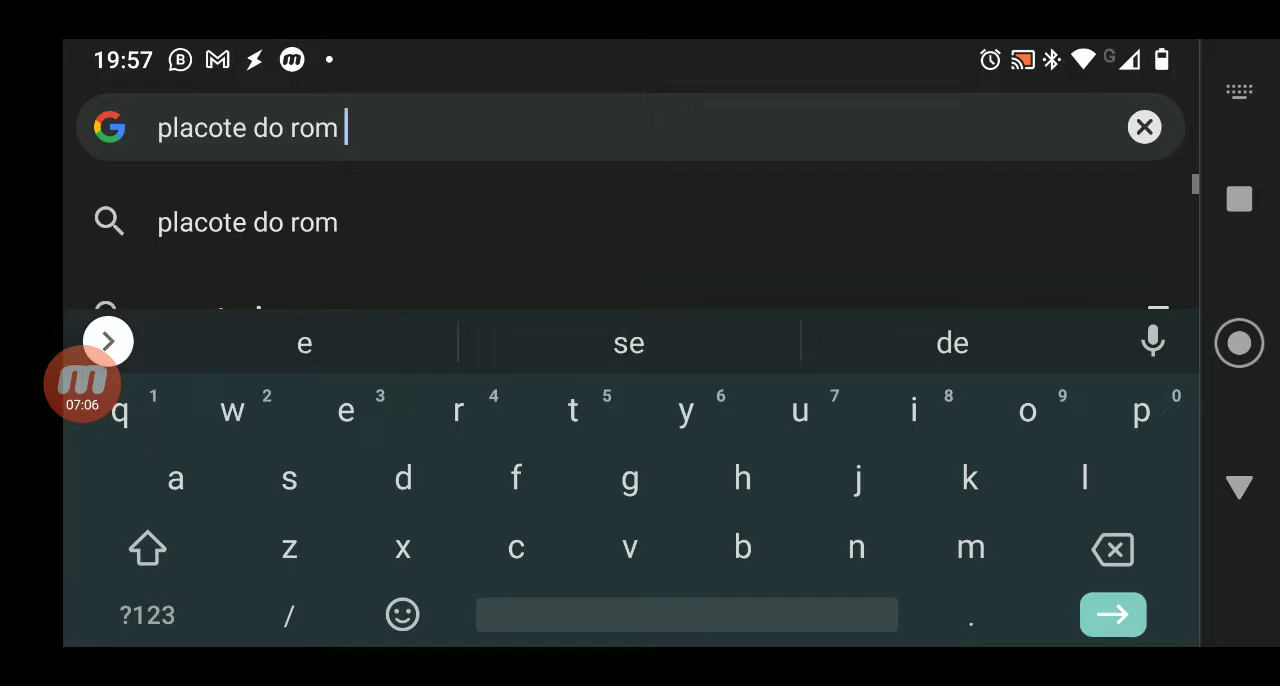 19:57 G
placote do rom
placote do rom
e se de
m 07:06
q 1 w 2 e 3 r 4 t 5 y 6 u 7 i 8 o 9 p 0
a s d f g h j k l
z x c v b n m
?123 / .